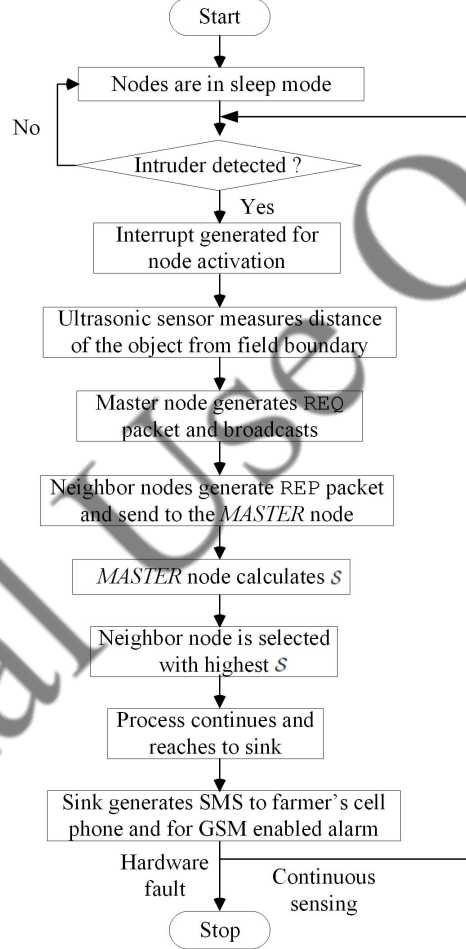 Start
Nodes are in sleep mode
No
Intruder detected ?
Yes
Interrupt generated for
node activation
Ultrasonic sensor measures distance
of the object from field boundary
Master node generates REQ
packet and broadcasts
Neighbor nodes generate REP packet
and send to the MASTER node
MASTER node calculates S
Neighbor node is selected
with highest S
Process continues and
reaches to sink
Sink generates SMS to farmer's cell
phone and for GSM enabled alarm
Hardware
fault
Continuous
sensing
Stop
al Use O